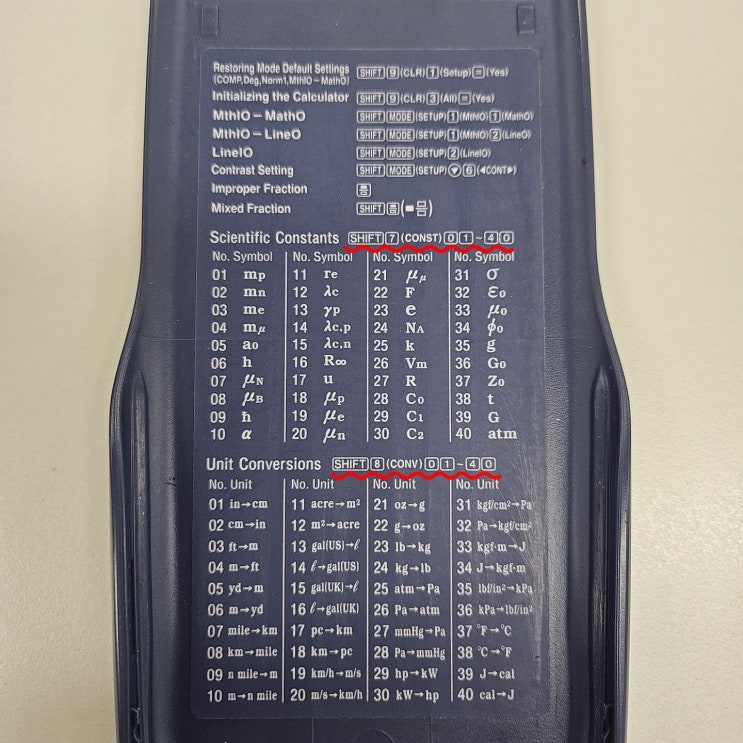 Restoring Mode Default Settings SHIFT 9 (CLR) 1 (Setup) = (Yes)
(COMP,Deg,Norm1,MthIO-MathO)
Initializing the Calculator SHIFT 9 (CLR) 3 (All) = (Yes)
MthIO-MathO SHIFT MODE (SETUP) 1 (MthIO) 1 (MathO)
MthIO-LineO SHIFT MODE (SETUP) 1 (MthIO) 2 (LineO)
LineIO SHIFT MODE (SETUP) 2 (LineIO)
Contrast Setting SHIFT MODE (SETUP) ▼ 6 (◀CONT▶)
Improper Fraction
Mixed Fraction SHIFT
Scientific Constants SHIFT 7 (CONST) 0 1 ~ 4 0
No. Symbol No. Symbol No. Symbol No. Symbol
01 mp 11 re 21 μμ 31 σ
02 mn 12 λc 22 F 32 ε0
03 me 13 γp 23 e 33 μ0
04 mμ 14 λc,p 24 NA 34 ϕ0
05 a0 15 λc,n 25 k 35 g
06 h 16 R∞ 26 Vm 36 G0
07 μN 17 u 27 R 37 Z0
08 μB 18 μp 28 C0 38 t
09 ħ 19 μe 29 C1 39 G
10 α 20 μn 30 C2 40 atm
Unit Conversions SHIFT 8 (CONV) 0 1 ~ 4 0
No. Unit No. Unit No. Unit No. Unit
01 in→cm 11 acre→m² 21 oz→g 31 kgf/cm²→Pa
02 cm→in 12 m²→acre 22 g→oz 32 Pa→kgf/cm²
03 ft→m 13 gal(US)→ℓ 23 lb→kg 33 kgf·m→J
04 m→ft 14 ℓ→gal(US) 24 kg→lb 34 J→kgf·m
05 yd→m 15 gal(UK)→ℓ 25 atm→Pa 35 lbf/in²→kPa
06 m→yd 16 ℓ→gal(UK) 26 Pa→atm 36 kPa→lbf/in²
07 mile→km 17 pc→km 27 mmHg→Pa 37 °F→°C
08 km→mile 18 km→pc 28 Pa→mmHg 38 °C→°F
09 n mile→m 19 km/h→m/s 29 hp→kW 39 J→cal
10 m→n mile 20 m/s→km/h 30 kW→hp 40 cal→J